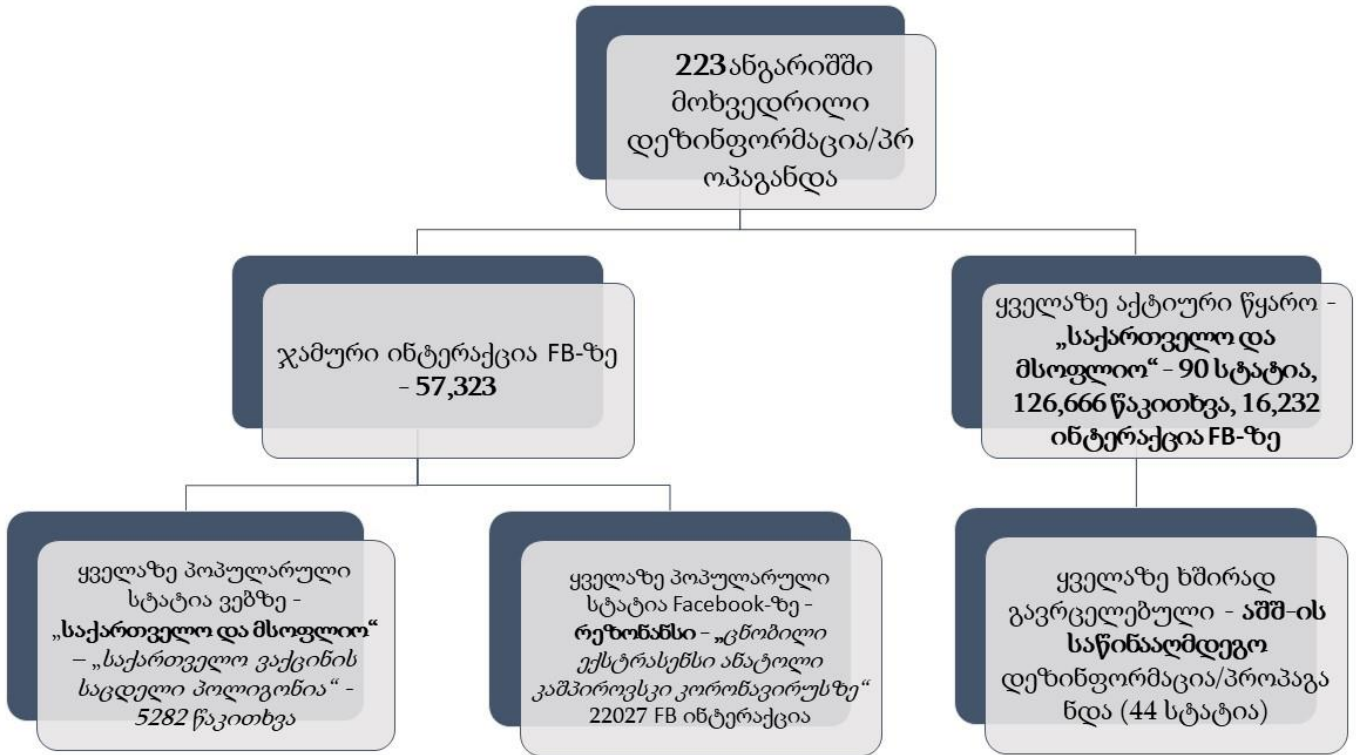 223 ანგარიშში
მოხვედრილი
დეზინფორმაცია/პრ
ოპაგანდა
ჯამური ინტერაქცია FB-ზე
- 57,323
ყველაზე აქტიური წყარო -
„საქართველო და
მსოფლიო“ - 90 სტატია,
126,666 წაკითხვა, 16,232
ინტერაქცია FB-ზე
ყველაზე პოპულარული
სტატია ვებზე -
„საქართველო და მსოფლიო“
– „საქართველო ვაქცინის
საცდელი პოლიგონია“ -
5282 წაკითხვა
ყველაზე პოპულარული
სტატია Facebook-ზე -
რეზონანსი - „ცნობილი
ექსტრასენსი ანატოლი
კაშპიროვსკი კორონავირუსზე“
22027 FB ინტერაქცია
ყველაზე ხშირად
გავრცელებული - აშშ-ის
საწინააღმდეგო
დეზინფორმაცია/პროპაგა
ნდა (44 სტატია)